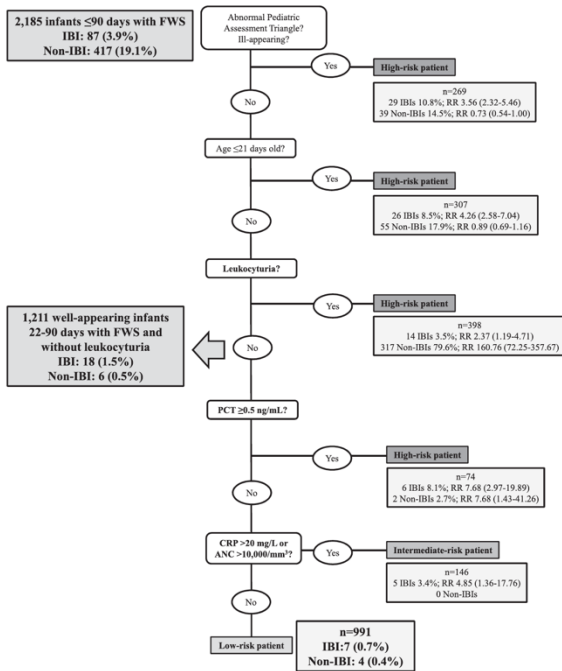 2,185 infants ≤90 days with FWS
IBI: 87 (3.9%)
Non-IBI: 417 (19.1%)
Abnormal Pediatric
Assessment Triangle?
Ill-appearing?
Yes
High-risk patient
n=269
29 IBIs 10.8%; RR 3.56 (2.32-5.46)
39 Non-IBIs 14.5%; RR 0.73 (0.54-1.00)
No
Age ≤21 days old?
Yes
High-risk patient
n=307
26 IBIs 8.5%; RR 4.26 (2.58-7.04)
55 Non-IBIs 17.9%; RR 0.89 (0.69-1.16)
No
Leukocyturia?
Yes
High-risk patient
n=398
14 IBIs 3.5%; RR 2.37 (1.19-4.71)
317 Non-IBIs 79.6%; RR 160.76 (72.25-357.67)
1,211 well-appearing infants
22-90 days with FWS and
without leukocyturia
IBI: 18 (1.5%)
Non-IBI: 6 (0.5%)
No
PCT ≥0.5 ng/mL?
Yes
High-risk patient
n=74
6 IBIs 8.1%; RR 7.68 (2.97-19.89)
2 Non-IBIs 2.7%; RR 7.68 (1.43-41.26)
No
CRP >20 mg/L or
ANC >10,000/mm³?
Yes
Intermediate-risk patient
n=146
5 IBIs 3.4%; RR 4.85 (1.36-17.76)
0 Non-IBIs
No
Low-risk patient
n=991
IBI:7 (0.7%)
Non-IBI: 4 (0.4%)